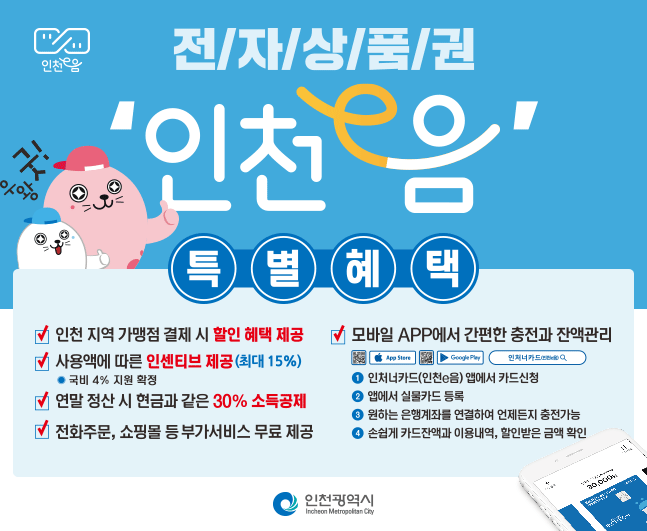 인천e음
전/자/상/품/권
'인천e음'
굿!
특별혜택
인천 지역 가맹점 결제 시 할인 혜택 제공
사용액에 따른 인센티브 제공(최대 15%)
국비 4% 지원 확정
연말 정산 시 현금과 같은 30% 소득공제
전화주문, 쇼핑몰 등 부가서비스 무료 제공
모바일 APP에서 간편한 충전과 잔액관리
App Store
Google Play
인처너카드(인천e음)
1 인처너카드(인천e음) 앱에서 카드신청
2 앱에서 실물카드 등록
3 원하는 은행계좌를 연결하여 언제든지 충전가능
4 손쉽게 카드잔액과 이용내역, 할인받은 금액 확인
30,000원
인천광역시
Incheon Metropolitan City